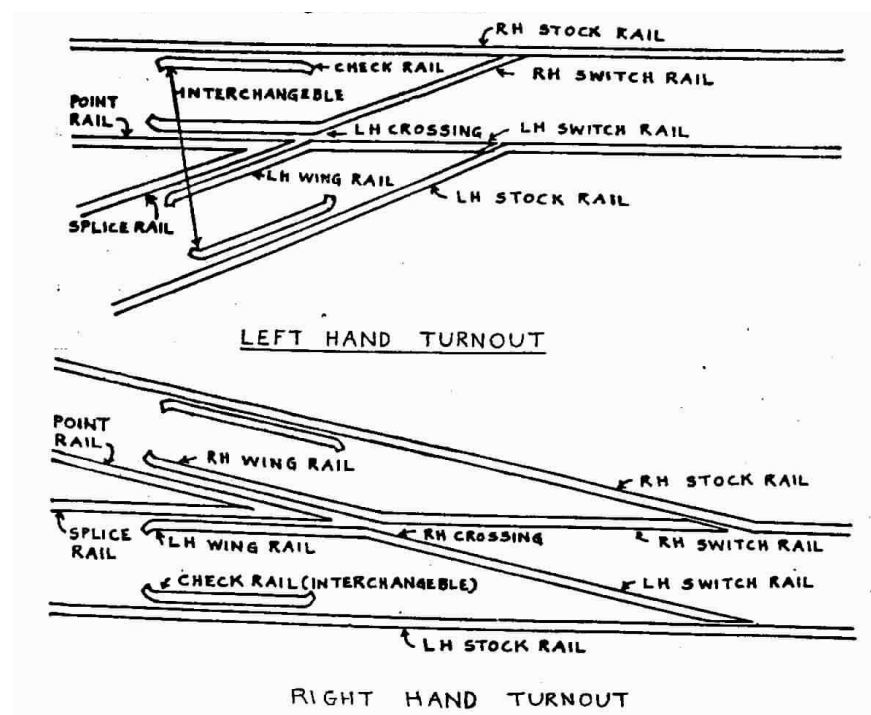 RH STOCK RAIL
CHECK RAIL
RH SWITCH RAIL
INTERCHANGEBLE
POINT
RAIL
LH CROSSING
LH SWITCH RAIL
LH WING RAIL
LH STOCK RAIL
SPLICE RAIL
LEFT HAND TURNOUT
POINT
RAIL
RH WING RAIL
RH STOCK RAIL
SPLICE
RAIL
LH WING RAIL
RH CROSSING
RH SWITCH RAIL
CHECK RAIL (INTERCHANGEBLE)
LH SWITCH RAIL
LH STOCK RAIL
RIGHT HAND TURNOUT